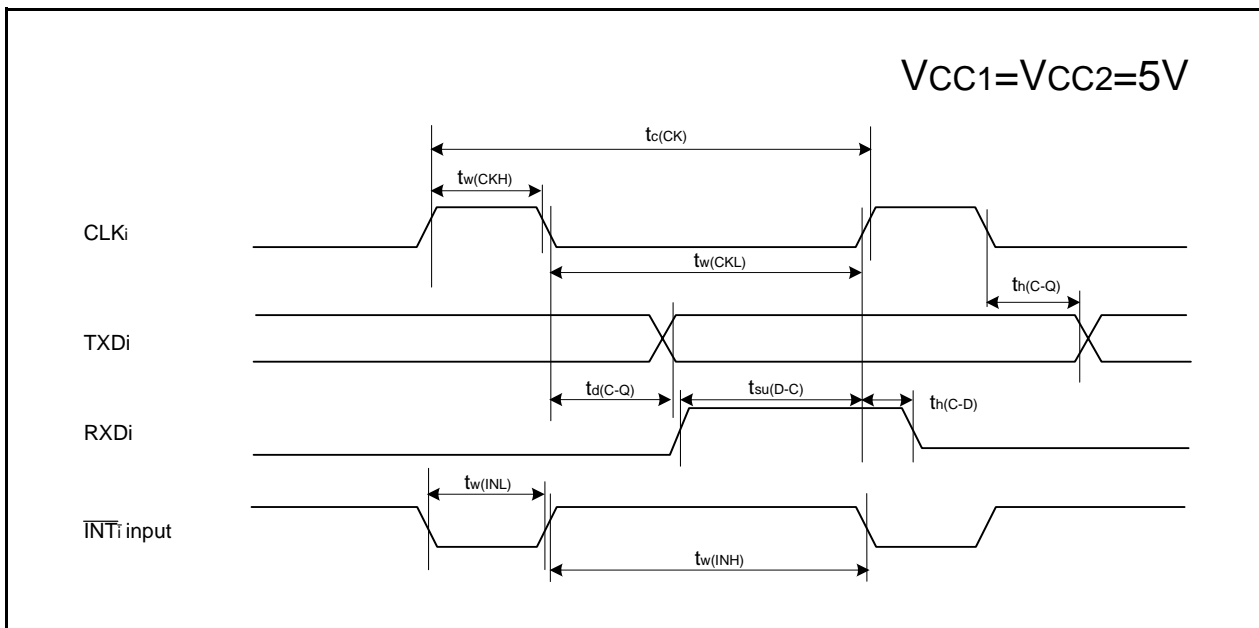 VCC1=VCC2=5V
tc(CK)
tw(CKH)
CLKi
tw(CKL)
th(C-Q)
TXDi
td(C-Q)
tsu(D-C)
th(C-D)
RXDi
tw(INL)
INTi input
tw(INH)